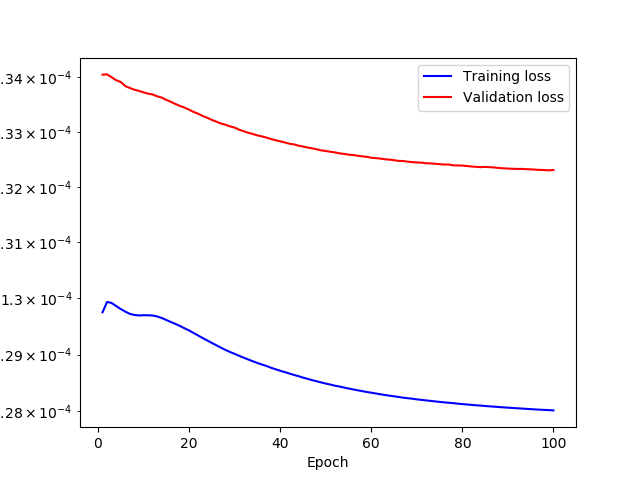 .34 × 10⁻⁴
.33 × 10⁻⁴
.32 × 10⁻⁴
.31 × 10⁻⁴
1.3 × 10⁻⁴
.29 × 10⁻⁴
.28 × 10⁻⁴
Training loss
Validation loss
0 20 40 60 80 100
Epoch